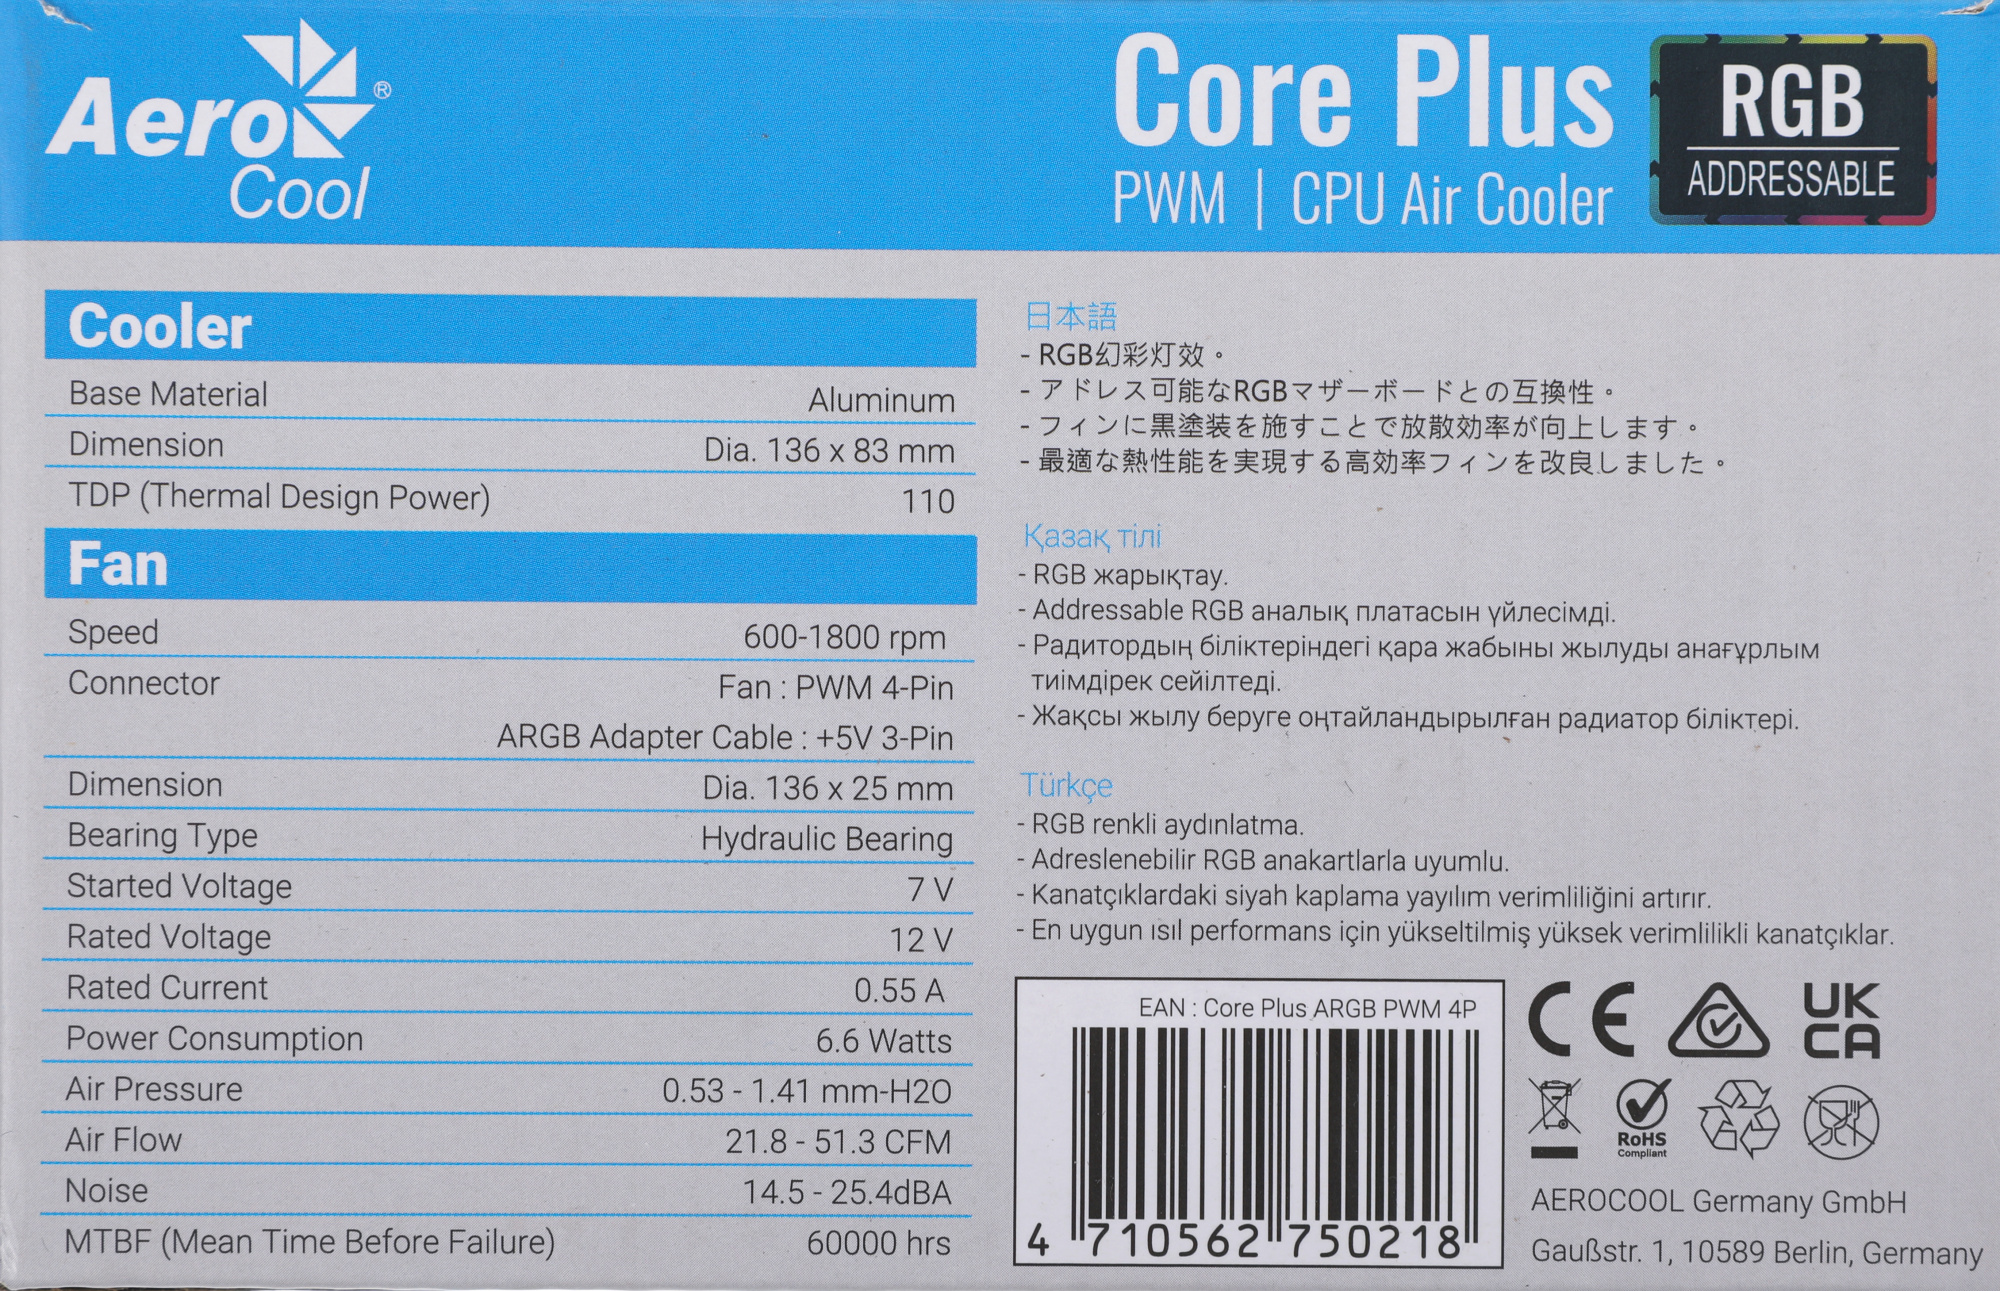 Aero Cool ®
Core Plus
PWM | CPU Air Cooler
RGB
ADDRESSABLE
Cooler
Base Material Aluminum
Dimension Dia. 136 x 83 mm
TDP (Thermal Design Power) 110
Fan
Speed 600-1800 rpm
Connector Fan : PWM 4-Pin
ARGB Adapter Cable : +5V 3-Pin
Dimension Dia. 136 x 25 mm
Bearing Type Hydraulic Bearing
Started Voltage 7 V
Rated Voltage 12 V
Rated Current 0.55 A
Power Consumption 6.6 Watts
Air Pressure 0.53 - 1.41 mm-H2O
Air Flow 21.8 - 51.3 CFM
Noise 14.5 - 25.4dBA
MTBF (Mean Time Before Failure) 60000 hrs
日本語
- RGB幻彩灯效。
- アドレス可能なRGBマザーボードとの互換性。
- フィンに黒塗装を施すことで放散効率が向上します。
- 最適な熱性能を実現する高効率フィンを改良しました。
Қазақ тілі
- RGB жарықтау.
- Addressable RGB аналық платасын үйлесімді.
- Радитордың біліктеріндегі қара жабыны жылуды анағұрлым
тиімдірек сейілтеді.
- Жақсы жылу беруге оңтайландырылған радиатор біліктері.
Türkçe
- RGB renkli aydınlatma.
- Adreslenebilir RGB anakartlarla uyumlu.
- Kanatçıklardaki siyah kaplama yayılım verimliliğini artırır.
- En uygun ısıl performans için yükseltilmiş yüksek verimlilikli kanatçıklar.
EAN : Core Plus ARGB PWM 4P
4 710562 750218
CE
UK
CA
RoHS
Compliant
AEROCOOL Germany GmbH
Gaußstr. 1, 10589 Berlin, Germany